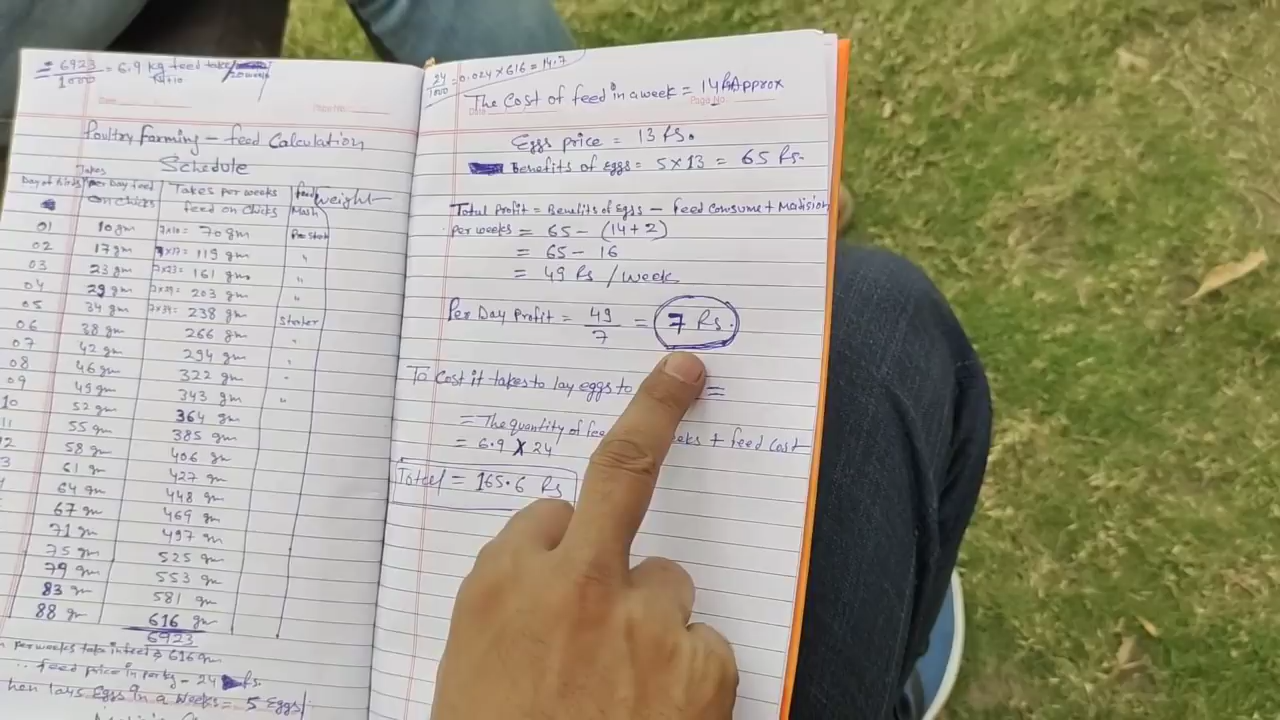 = 6923/1000 = 6.9 kg feed take
Poultry Farming - feed Calculation
Schedule
Day of Birds Takes Per Day feed on chicks Takes Per weeks feed on chicks feed weight
Mash
01 10 gm 7x10= 70 gm Pre stat
02 17 gm 7x17= 119 gm "
03 23 gm 7x23= 161 gm "
04 29 gm 7x29= 203 gm "
05 34 gm 7x34= 238 gm
06 38 gm 266 gm "
07 42 gm 294 gm "
08 46 gm 322 gm "
09 49 gm 343 gm "
10 52 gm 364 gm
11 55 gm 385 gm
12 58 gm 406 gm
3 61 gm 427 gm
64 gm 448 gm
67 gm 469 gm
71 gm 497 gm
75 gm 525 gm
79 gm 553 gm
83 gm 581 gm
88 gm 616 gm
6923
per weeks take in feed 616 gm
∴ feed price in per kg - 24 Rs.
hen lays Eggs in a weeks = 5 Eggs/
24/1000 = 0.024 x 616 = 14.7
The Cost of feed in a week = 14 Rs Approx
Page No.
Eggs price = 13 Rs.
Benefits of eggs = 5 x 13 = 65 Rs.
Total Profit = Benefits of Eggs - feed Consume + Madision
Per weeks = 65 - (14+2)
= 65 - 16
= 49 Rs / week
Per Day Profit = 49/7 = 7 Rs.
To Cost it takes to lay eggs to =
= The quantity of + feed Cost
= 6.9 x 24
Total = 165.6 Rs